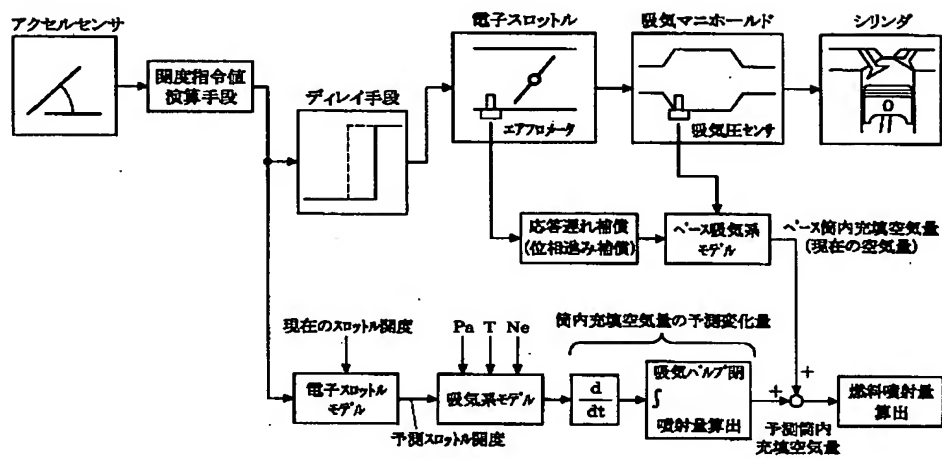 アクセルセンサ
開度指令値
演算手段
ディレイ手段
電子スロットル
エアフロメータ
吸気マニホールド
吸気圧センサ
シリンダ
応答遅れ補償
(位相進み補償)
ベース吸気系
モデル
ベース筒内充填空気量
(現在の空気量)
現在のスロットル開度
電子スロットル
モデル
予測スロットル開度
Pa T Ne
吸気系モデル
筒内充填空気量の予測変化量
d
dt
吸気バルブ閉
∫
噴射量算出
+
+
予測筒内
充填空気量
燃料噴射量
算出